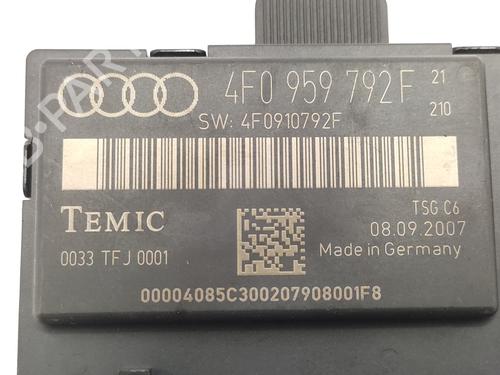 4F0 959 792F 21
210
SW: 4F0910792F
TEMIC
TSG C6
08.09.2007
0033 TFJ 0001
Made in Germany
00004085C300207908001F8